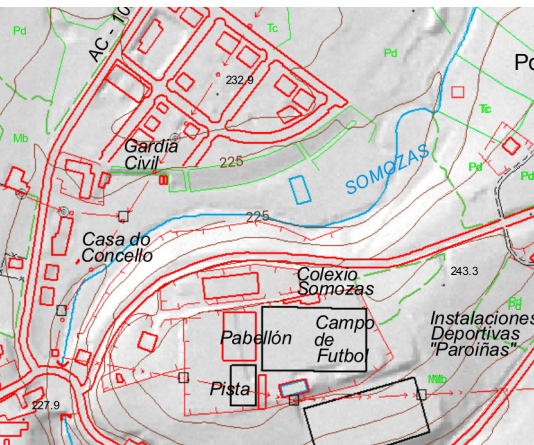 Pd
AC - 10
Tc
Po
232.9
Pd
Tc
Mb
Gardia
Civil
225
SOMOZAS
Pd
Pd
225
Casa do
Concello
243.3
Colexio
Somozas
Pd
Instalaciones
Deportivas
"Paroiñas"
Campo
de
Futbol
Pabellón
Pista
Mb
227.9